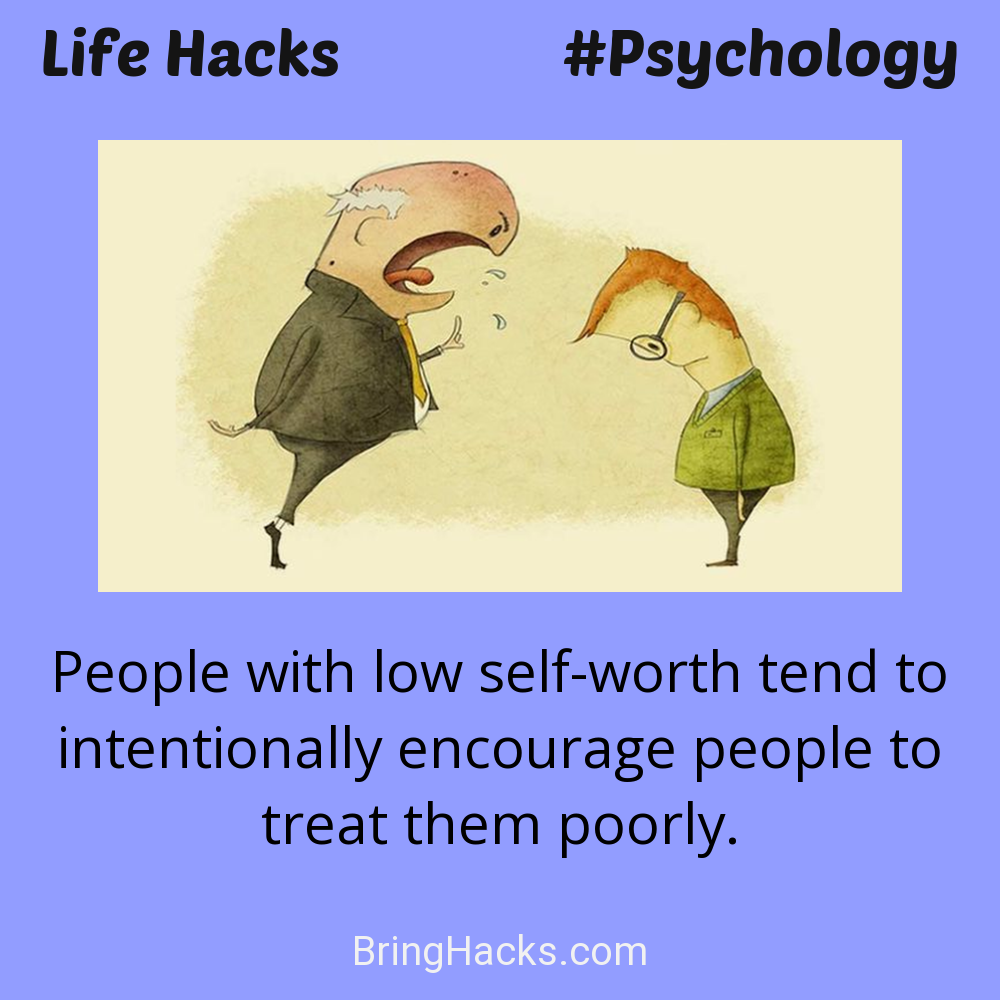 Life Hacks #Psychology
People with low self-worth tend to
intentionally encourage people to
treat them poorly.
BringHacks.com